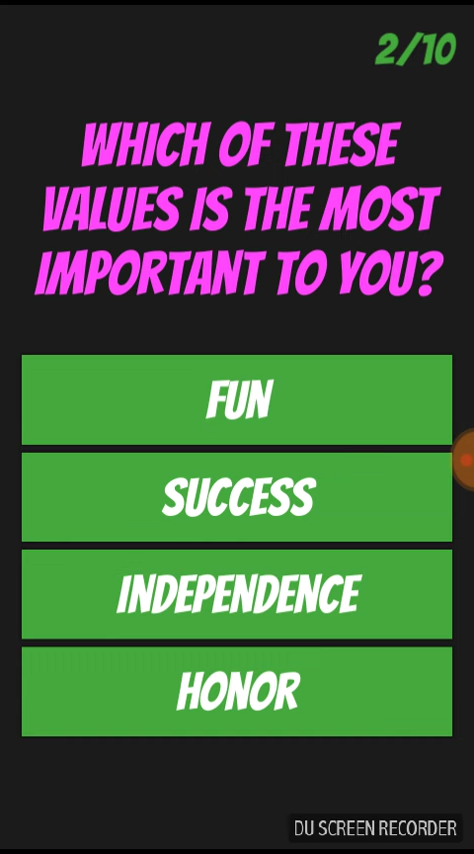 2/10
WHICH OF THESE
VALUES IS THE MOST
IMPORTANT TO YOU?
FUN
SUCCESS
INDEPENDENCE
HONOR
DU SCREEN RECORDER